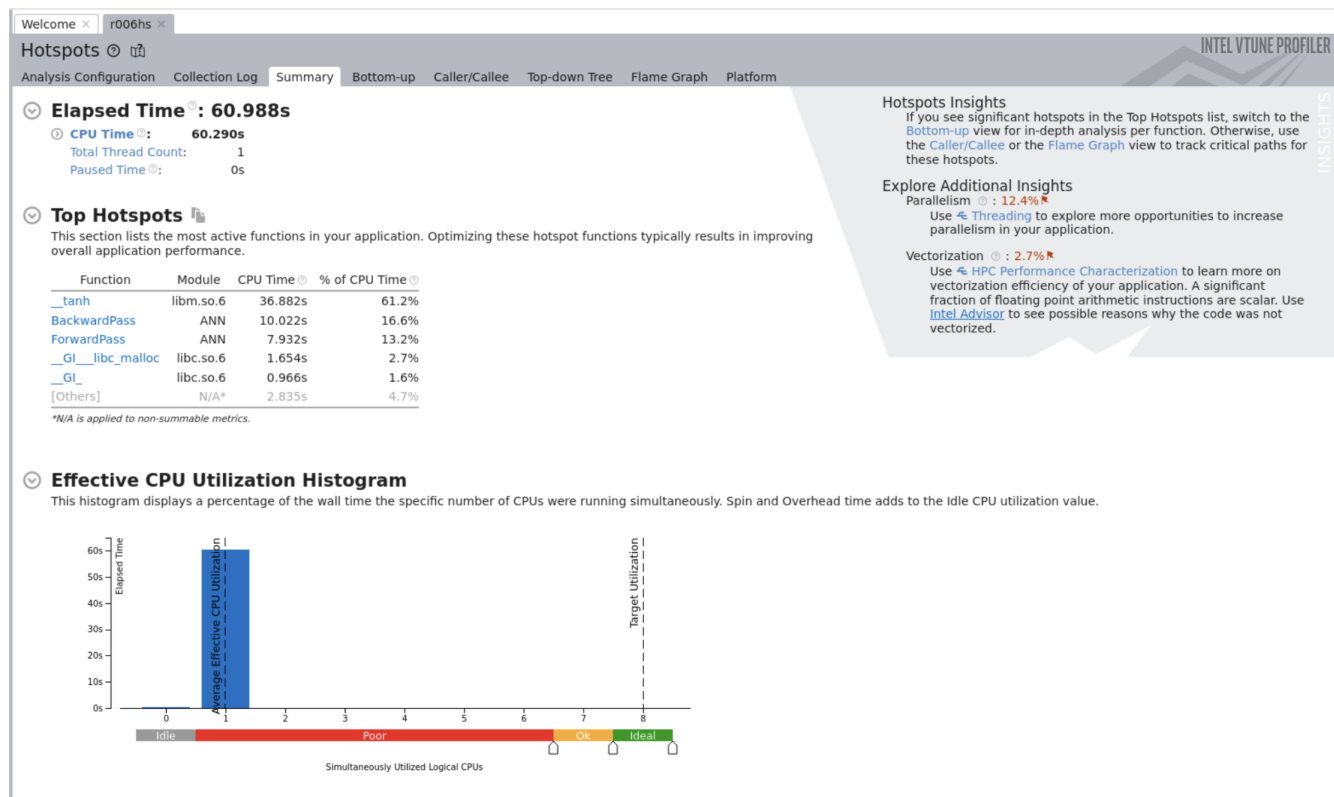 Welcome
r006hs
Hotspots
INTEL VTUNE PROFILER
Analysis Configuration Collection Log Summary Bottom-up Caller/Callee Top-down Tree Flame Graph Platform
Elapsed Time: 60.988s
CPU Time: 60.290s
Total Thread Count: 1
Paused Time: 0s
Top Hotspots
This section lists the most active functions in your application. Optimizing these hotspot functions typically results in improving
overall application performance.
Function Module CPU Time % of CPU Time
__tanh libm.so.6 36.882s 61.2%
BackwardPass ANN 10.022s 16.6%
ForwardPass ANN 7.932s 13.2%
__GI___libc_malloc libc.so.6 1.654s 2.7%
__GI_ libc.so.6 0.966s 1.6%
[Others] N/A* 2.835s 4.7%
*N/A is applied to non-summable metrics.
Hotspots Insights
If you see significant hotspots in the Top Hotspots list, switch to the
Bottom-up view for in-depth analysis per function. Otherwise, use
the Caller/Callee or the Flame Graph view to track critical paths for
these hotspots.
Explore Additional Insights
Parallelism : 12.4%
Use Threading to explore more opportunities to increase
parallelism in your application.
Vectorization : 2.7%
Use HPC Performance Characterization to learn more on
vectorization efficiency of your application. A significant
fraction of floating point arithmetic instructions are scalar. Use
Intel Advisor to see possible reasons why the code was not
vectorized.
INSIGHTS
Effective CPU Utilization Histogram
This histogram displays a percentage of the wall time the specific number of CPUs were running simultaneously. Spin and Overhead time adds to the Idle CPU utilization value.
Elapsed Time
60s
50s
40s
30s
20s
10s
0s
Average Effective CPU Utilization
Target Utilization
0 1 2 3 4 5 6 7 8
Idle Poor Ok Ideal
Simultaneously Utilized Logical CPUs